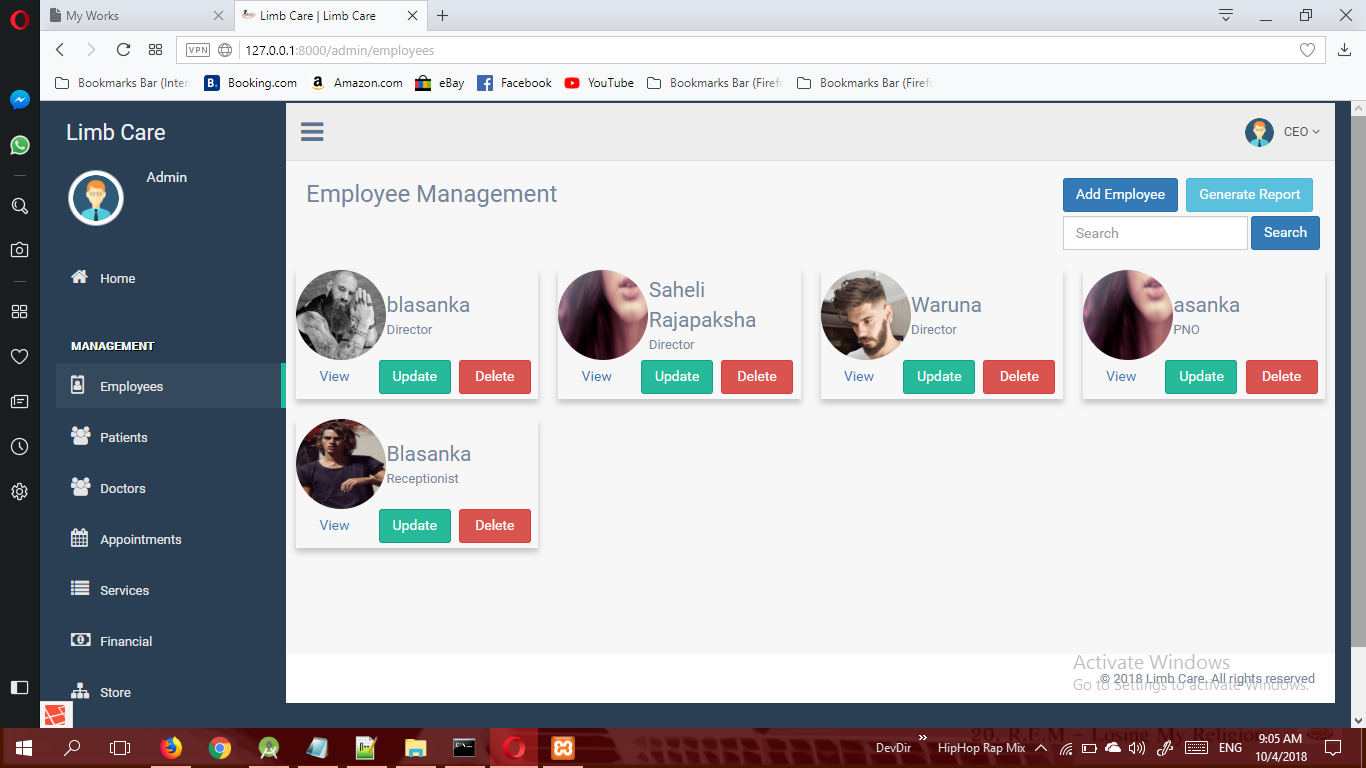 My Works
Limb Care | Limb Care
VPN
127.0.0.1:8000/admin/employees
Bookmarks Bar (Inter
B. Booking.com
a Amazon.com
eBay
Facebook
YouTube
Bookmarks Bar (Firefo
Bookmarks Bar (Firefo
Limb Care
Admin
Home
MANAGEMENT
Employees
Patients
Doctors
Appointments
Services
Financial
Store
CEO
Employee Management
Add Employee
Generate Report
Search
Search
blasanka
Director
View Update Delete
Saheli
Rajapaksha
Director
View Update Delete
Waruna
Director
View Update Delete
asanka
PNO
View Update Delete
Blasanka
Receptionist
View Update Delete
Activate Windows
Go to Settings to activate Windows.
© 2018 Limb Care. All rights reserved
R.E.M - Losing My Religion
DevDir
HipHop Rap Mix
ENG
9:05 AM
10/4/2018